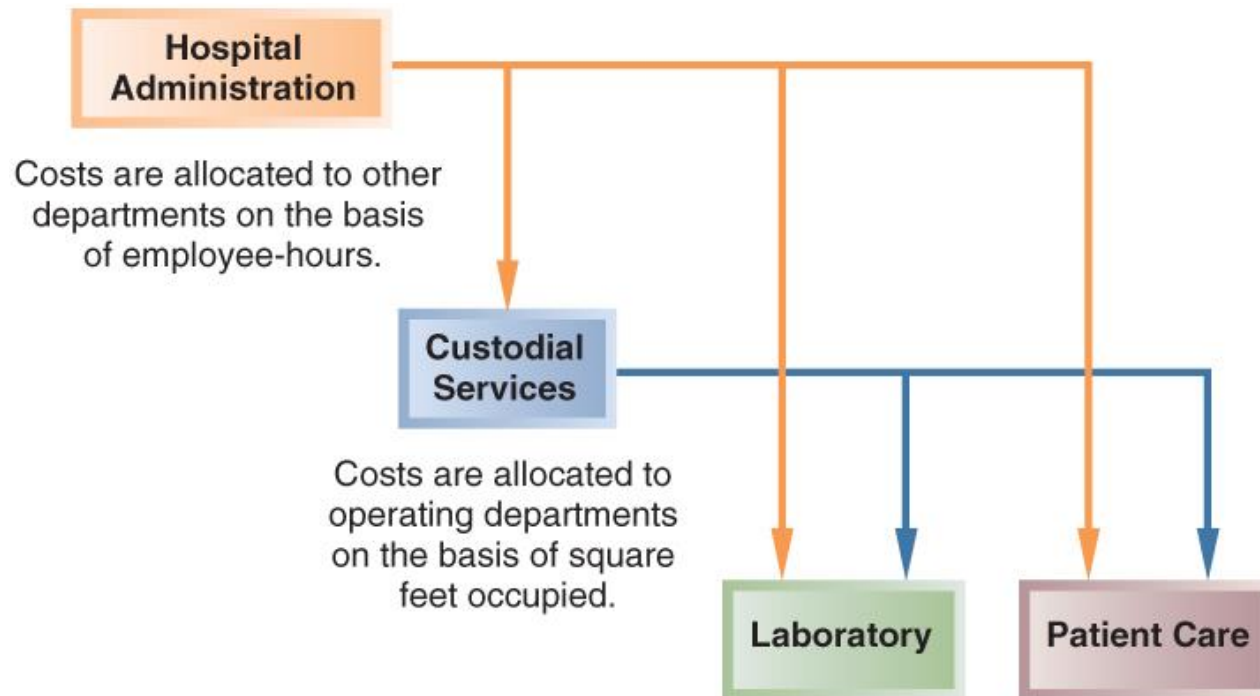 Hospital
Administration
Costs are allocated to other
departments on the basis
of employee-hours.
Custodial
Services
Costs are allocated to
operating departments
on the basis of square
feet occupied.
Laboratory
Patient Care